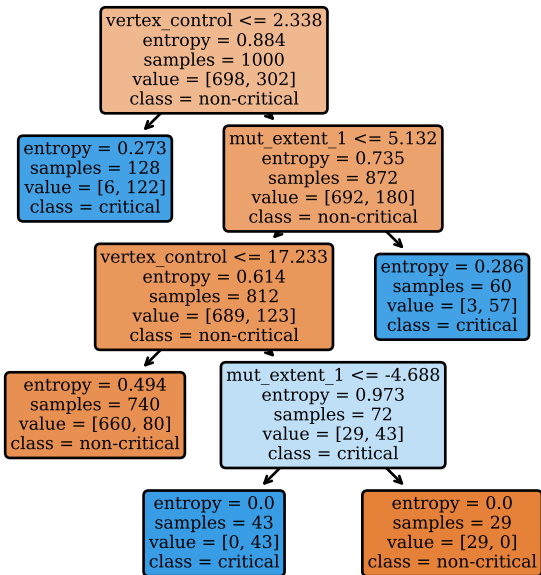 vertex_control <= 2.338
entropy = 0.884
samples = 1000
value = [698, 302]
class = non-critical
entropy = 0.273
samples = 128
value = [6, 122]
class = critical
mut_extent_1 <= 5.132
entropy = 0.735
samples = 872
value = [692, 180]
class = non-critical
vertex_control <= 17.233
entropy = 0.614
samples = 812
value = [689, 123]
class = non-critical
entropy = 0.286
samples = 60
value = [3, 57]
class = critical
entropy = 0.494
samples = 740
value = [660, 80]
class = non-critical
mut_extent_1 <= -4.688
entropy = 0.973
samples = 72
value = [29, 43]
class = critical
entropy = 0.0
samples = 43
value = [0, 43]
class = critical
entropy = 0.0
samples = 29
value = [29, 0]
class = non-critical